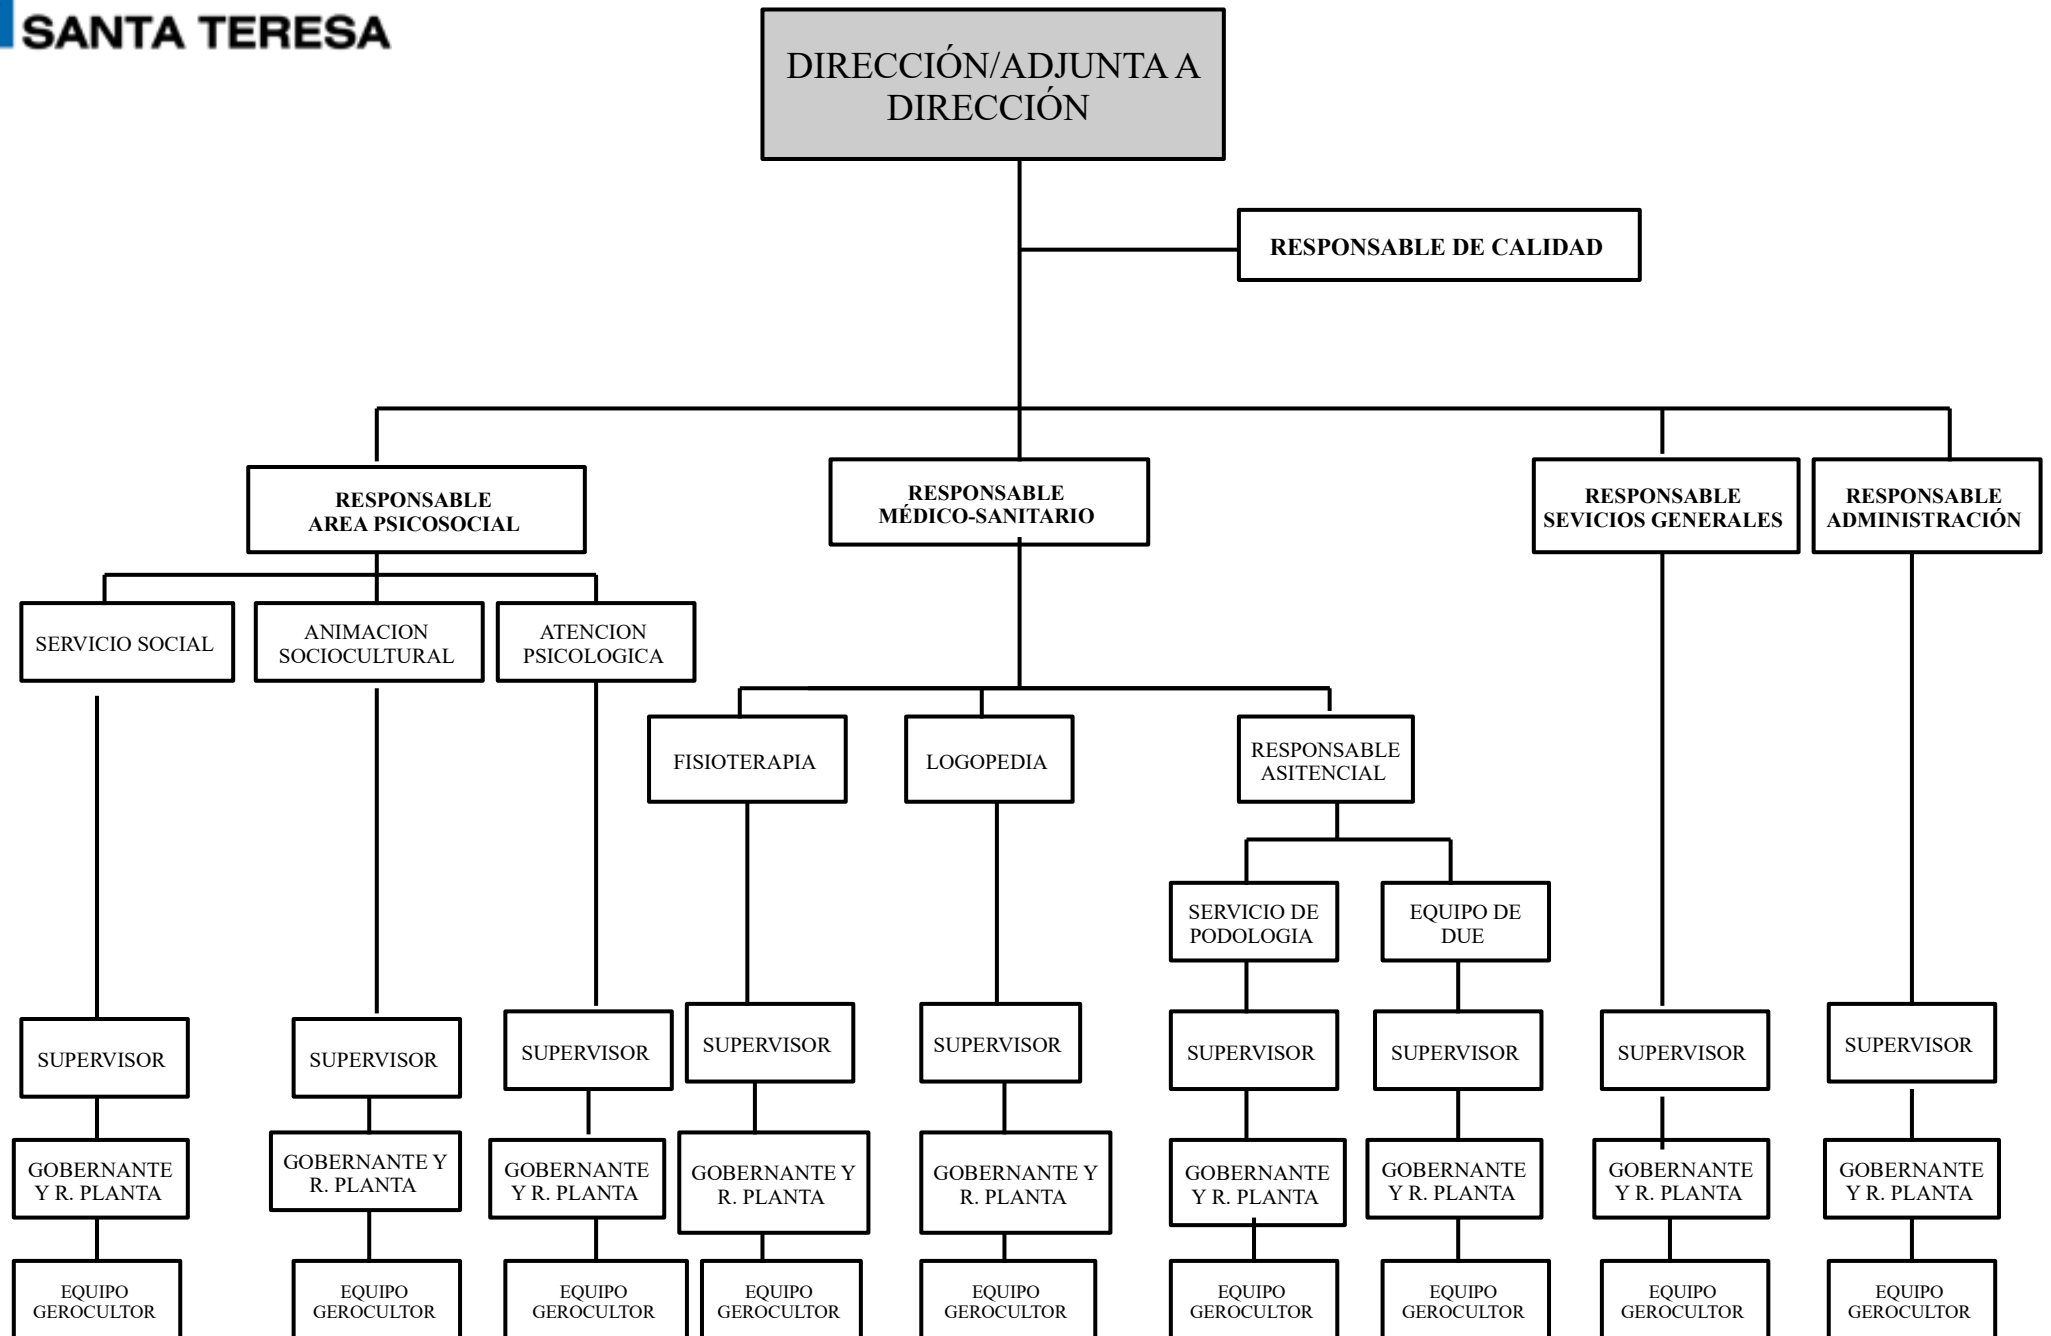 SANTA TERESA
DIRECCIÓN/ADJUNTA A
DIRECCIÓN
RESPONSABLE DE CALIDAD
RESPONSABLE
AREA PSICOSOCIAL
RESPONSABLE
MÉDICO-SANITARIO
RESPONSABLE
SEVICIOS GENERALES
RESPONSABLE
ADMINISTRACIÓN
SERVICIO SOCIAL
ANIMACION
SOCIOCULTURAL
ATENCION
PSICOLOGICA
FISIOTERAPIA
LOGOPEDIA
RESPONSABLE
ASITENCIAL
SERVICIO DE
PODOLOGIA
EQUIPO DE
DUE
SUPERVISOR
SUPERVISOR
SUPERVISOR
SUPERVISOR
SUPERVISOR
SUPERVISOR
SUPERVISOR
SUPERVISOR
SUPERVISOR
GOBERNANTE
Y R. PLANTA
GOBERNANTE Y
R. PLANTA
GOBERNANTE
Y R. PLANTA
GOBERNANTE Y
R. PLANTA
GOBERNANTE Y
R. PLANTA
GOBERNANTE
Y R. PLANTA
GOBERNANTE
Y R. PLANTA
GOBERNANTE
Y R. PLANTA
GOBERNANTE
Y R. PLANTA
EQUIPO
GEROCULTOR
EQUIPO
GEROCULTOR
EQUIPO
GEROCULTOR
EQUIPO
GEROCULTOR
EQUIPO
GEROCULTOR
EQUIPO
GEROCULTOR
EQUIPO
GEROCULTOR
EQUIPO
GEROCULTOR
EQUIPO
GEROCULTOR